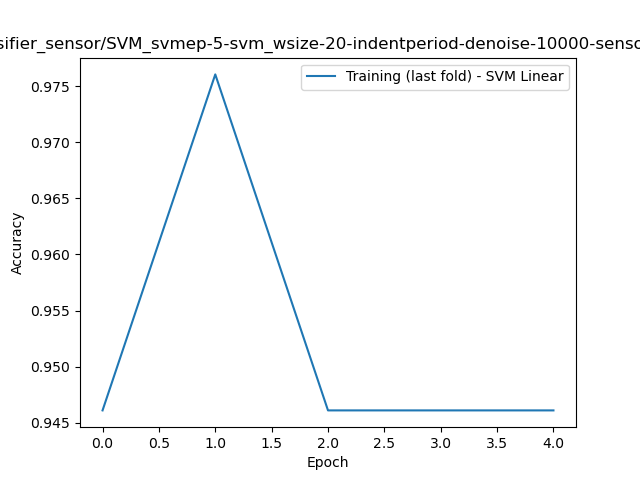 sifier_sensor/SVM_svmep-5-svm_wsize-20-indentperiod-denoise-10000-senso
Training (last fold) - SVM Linear
Accuracy
0.975
0.970
0.965
0.960
0.955
0.950
0.945
0.0 0.5 1.0 1.5 2.0 2.5 3.0 3.5 4.0
Epoch